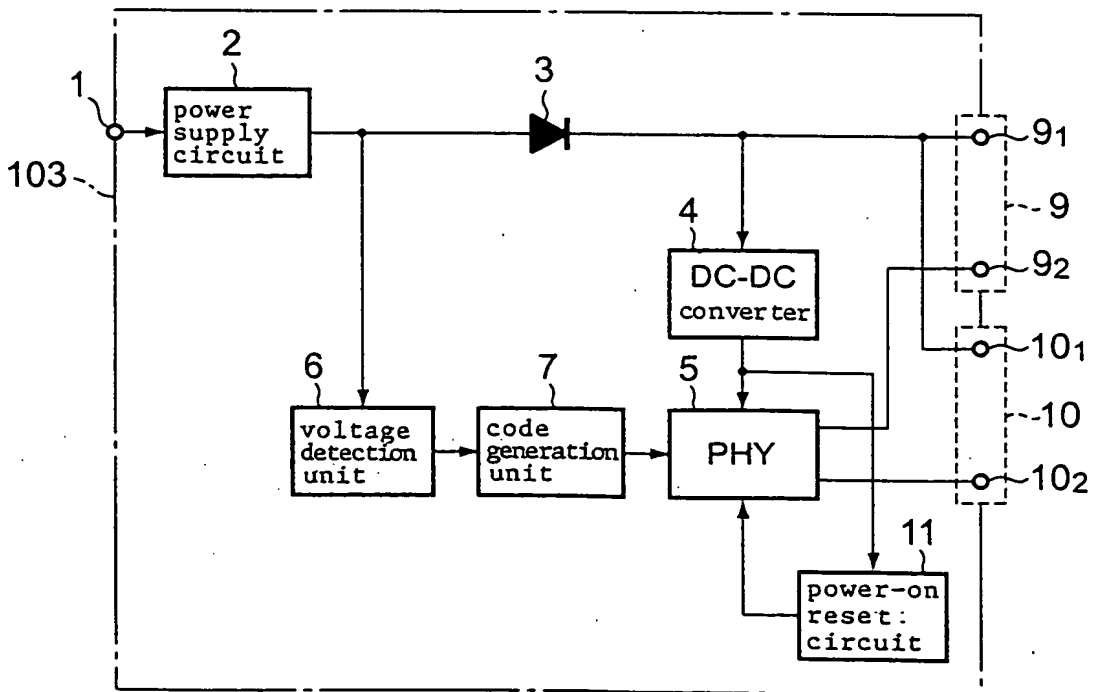 1
2
power
supply
circuit
3
103
9₁
9
9₂
4
DC-DC
converter
10₁
10
10₂
6
voltage
detection
unit
7
code
generation
unit
5
PHY
11
power-on
reset:
circuit